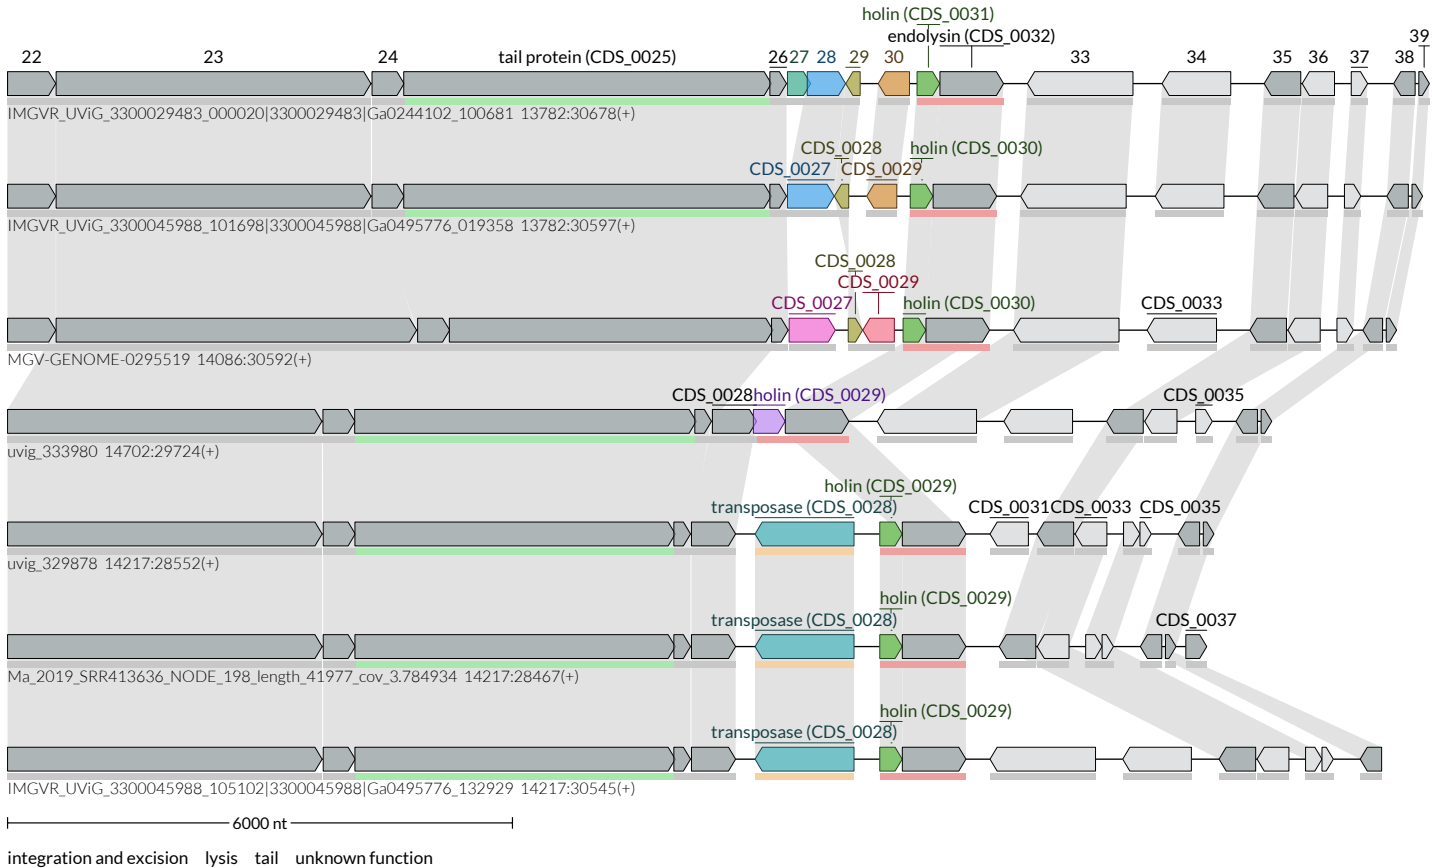 holin (CDS_0031)
endolysin (CDS_0032) 39
22 23 24 tail protein (CDS_0025) 26 27 28 29 30 33 34 35 36 37 38
IMGVR_UViG_3300029483_000020|3300029483|Ga0244102_100681 13782:30678(+)
CDS_0028 holin (CDS_0030)
CDS_0027 CDS_0029
IMGVR_UViG_3300045988_101698|3300045988|Ga0495776_019358 13782:30597(+)
CDS_0028
CDS_0029
CDS_0027 holin (CDS_0030) CDS_0033
MGV-GENOME-0295519 14086:30592(+)
CDS_0028 holin (CDS_0029) CDS_0035
uvig_333980 14702:29724(+)
holin (CDS_0029)
transposase (CDS_0028) CDS_0031 CDS_0033 CDS_0035
uvig_329878 14217:28552(+)
holin (CDS_0029)
transposase (CDS_0028) CDS_0037
Ma_2019_SRR413636_NODE_198_length_41977_cov_3.784934 14217:28467(+)
holin (CDS_0029)
transposase (CDS_0028)
IMGVR_UViG_3300045988_105102|3300045988|Ga0495776_132929 14217:30545(+)
6000 nt
integration and excision lysis tail unknown function